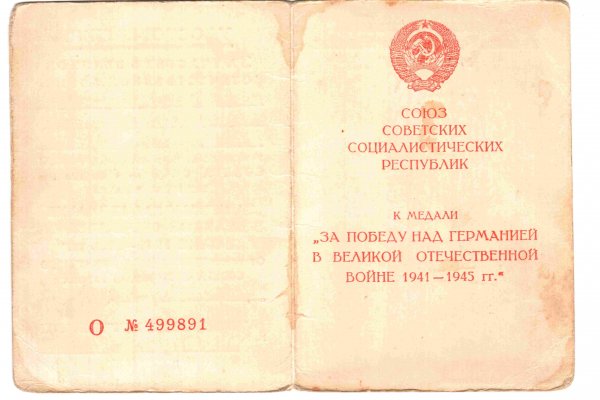 О № 499891
СОЮЗ
СОВЕТСКИХ
СОЦИАЛИСТИЧЕСКИХ
РЕСПУБЛИК
К МЕДАЛИ
„ЗА ПОБЕДУ НАД ГЕРМАНИЕЙ
В ВЕЛИКОЙ ОТЕЧЕСТВЕННОЙ
ВОЙНЕ 1941—1945 гг.“